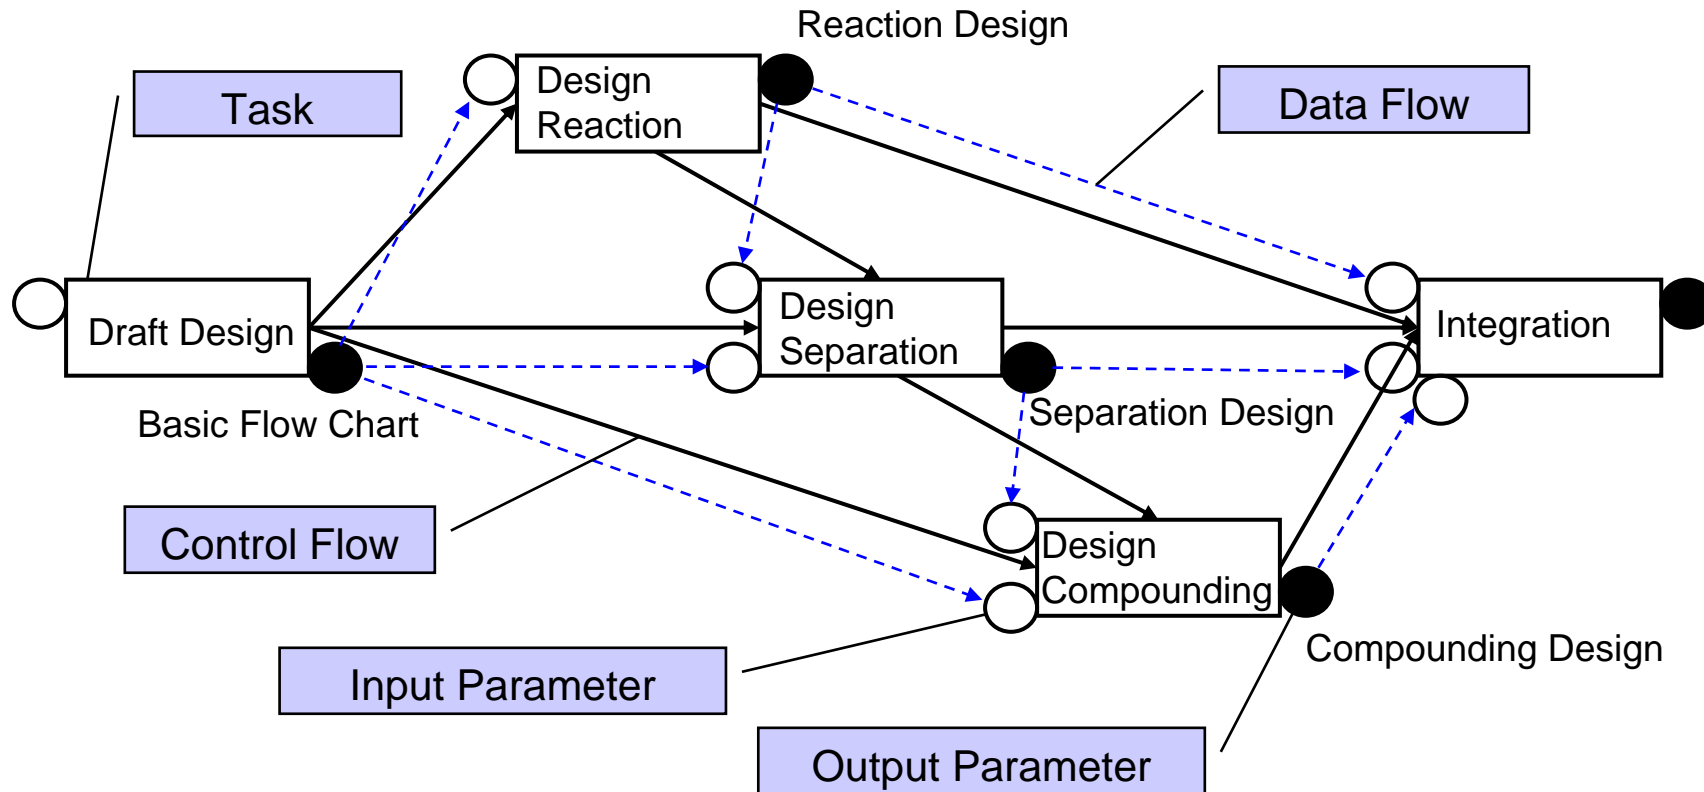 Reaction Design
Task
Design
Reaction
Data Flow
Draft Design
Design
Separation
Integration
Basic Flow Chart
Separation Design
Control Flow
Design
Compounding
Input Parameter
Compounding Design
Output Parameter